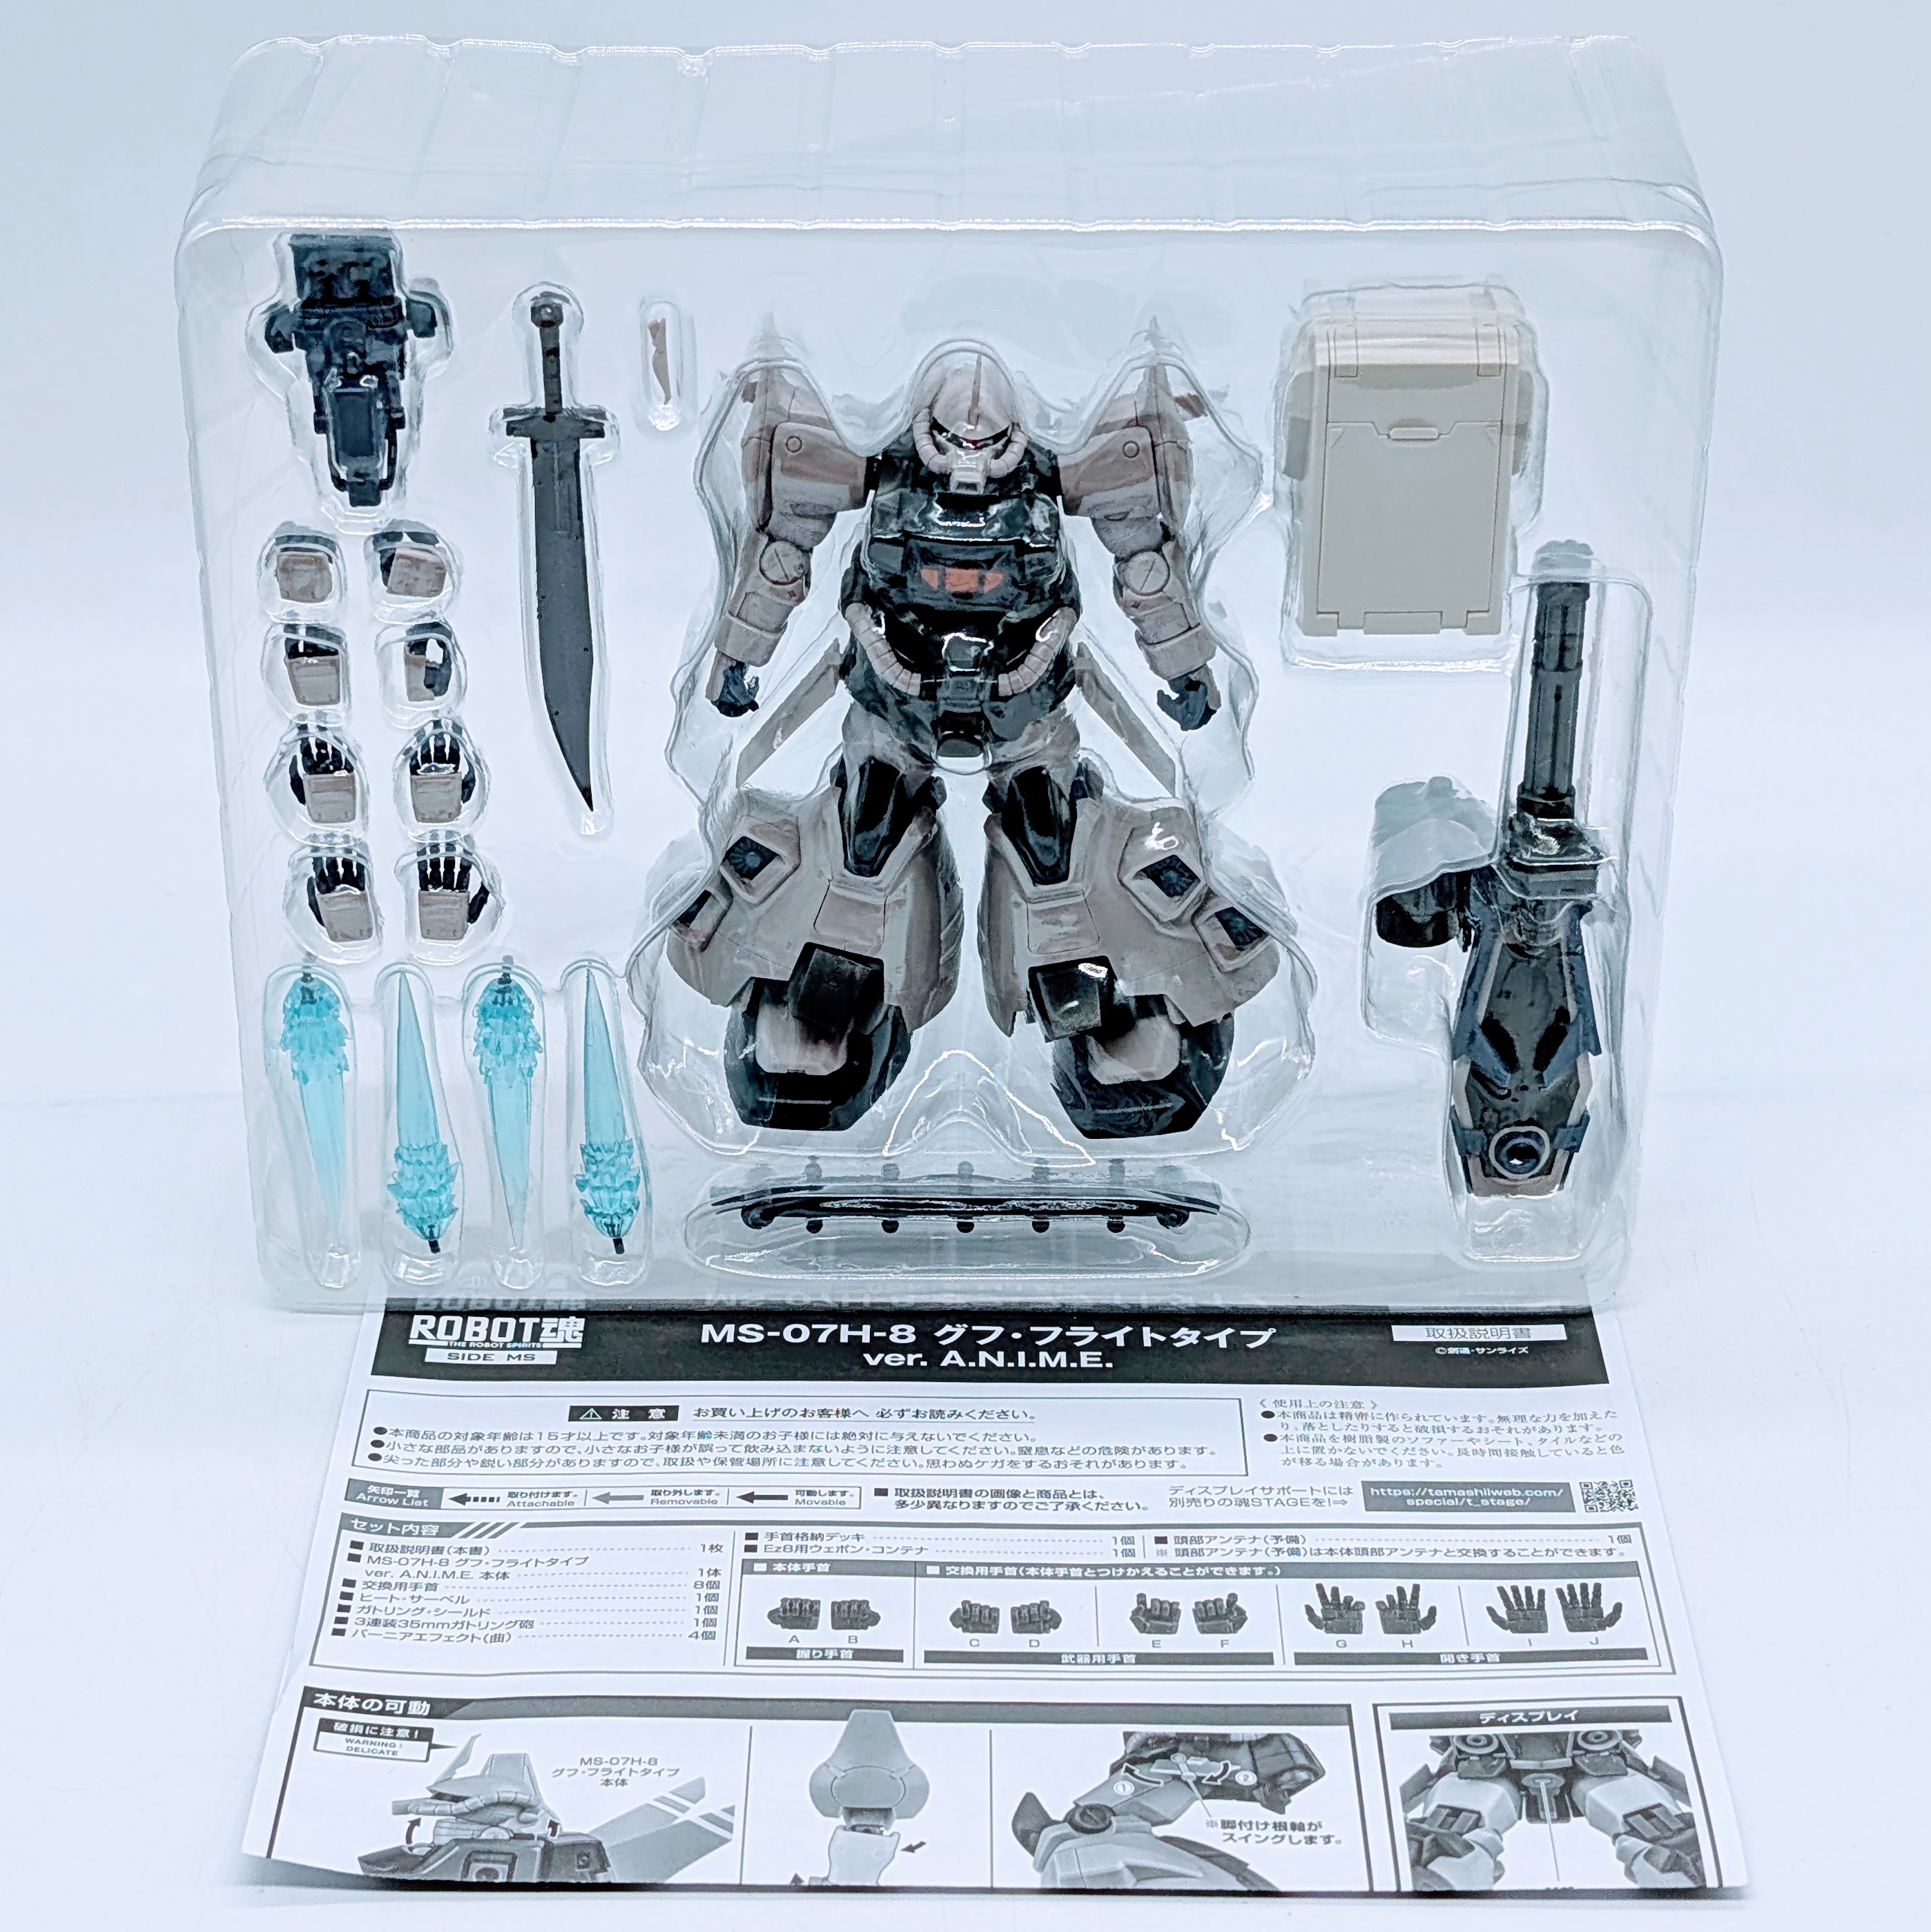 ROBOT魂
THE ROBOT SPIRITS
SIDE MS
MS-07H-8 グフ・フライトタイプ
ver. A.N.I.M.E.
取扱説明書
©創通・サンライズ
注 意 お買い上げのお客様へ 必ずお読みください。
●本商品の対象年齢は15才以上です。対象年齢未満のお子様には絶対に与えないでください。
●小さな部品がありますので、小さなお子様が誤って飲み込まないように注意してください。窒息などの危険があります。
●尖った部分や鋭い部分がありますので、取扱や保管場所に注意してください。思わぬケガをするおそれがあります。
《 使用上の注意 》
●本商品は精密に作られています。無理な力を加えた
り、落としたりすると破損するおそれがあります。
●本商品を樹脂製のソファーやシート、タイルなどの
上に置かないでください。長時間接触していると色
が移る場合があります。
矢印一覧
Arrow List
取り付けます。
Attachable
取り外します。
Removable
可動します。
Movable
■ 取扱説明書の画像と商品とは、
多少異なりますのでご了承ください。
ディスプレイサポートには
別売りの魂STAGEを!⇒
https://tamashiiweb.com/
special/t_stage/
セット内容
■ 取扱説明書(本書) 1枚
■ MS-07H-8 グフ・フライトタイプ
ver. A.N.I.M.E. 本体 1体
■ 交換用手首 8個
■ ヒート・サーベル 1個
■ ガトリング・シールド 1個
■ 3連装35mmガトリング砲 1個
■ バーニアエフェクト(曲) 4個
■ 手首格納デッキ 1個
■ Ez8用ウェポン・コンテナ 1個
■ 頭部アンテナ(予備) 1個
※ 頭部アンテナ(予備)は本体頭部アンテナと交換することができます。
■ 本体手首
■ 交換用手首(本体手首とつけかえることができます。)
A B C D E F G H I J
握り手首 武器用手首 開き手首
本体の可動
破損に注意!
WARNING:
DELICATE
MS-07H-8
グフ・フライトタイプ
本体
① ②
※脚付け根軸が
スイングします。
ディスプレイ